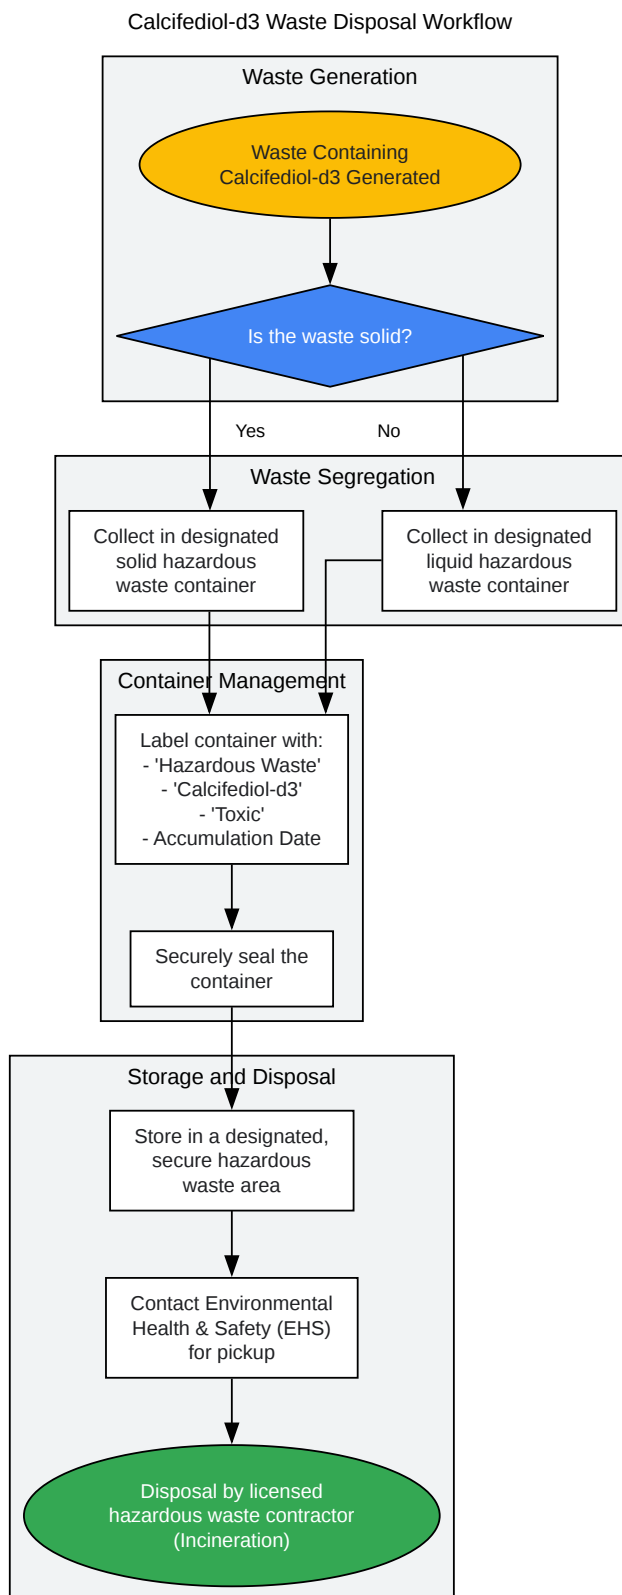 Calcifediol-d3 Waste Disposal Workflow
Waste Generation
Waste Containing
Calcifediol-d3 Generated
Is the waste solid?
Yes
No
Waste Segregation
Collect in designated
solid hazardous
waste container
Collect in designated
liquid hazardous
waste container
Container Management
Label container with:
- 'Hazardous Waste'
- 'Calcifediol-d3'
- 'Toxic'
- Accumulation Date
Securely seal the
container
Storage and Disposal
Store in a designated,
secure hazardous
waste area
Contact Environmental
Health & Safety (EHS)
for pickup
Disposal by licensed
hazardous waste contractor
(Incineration)